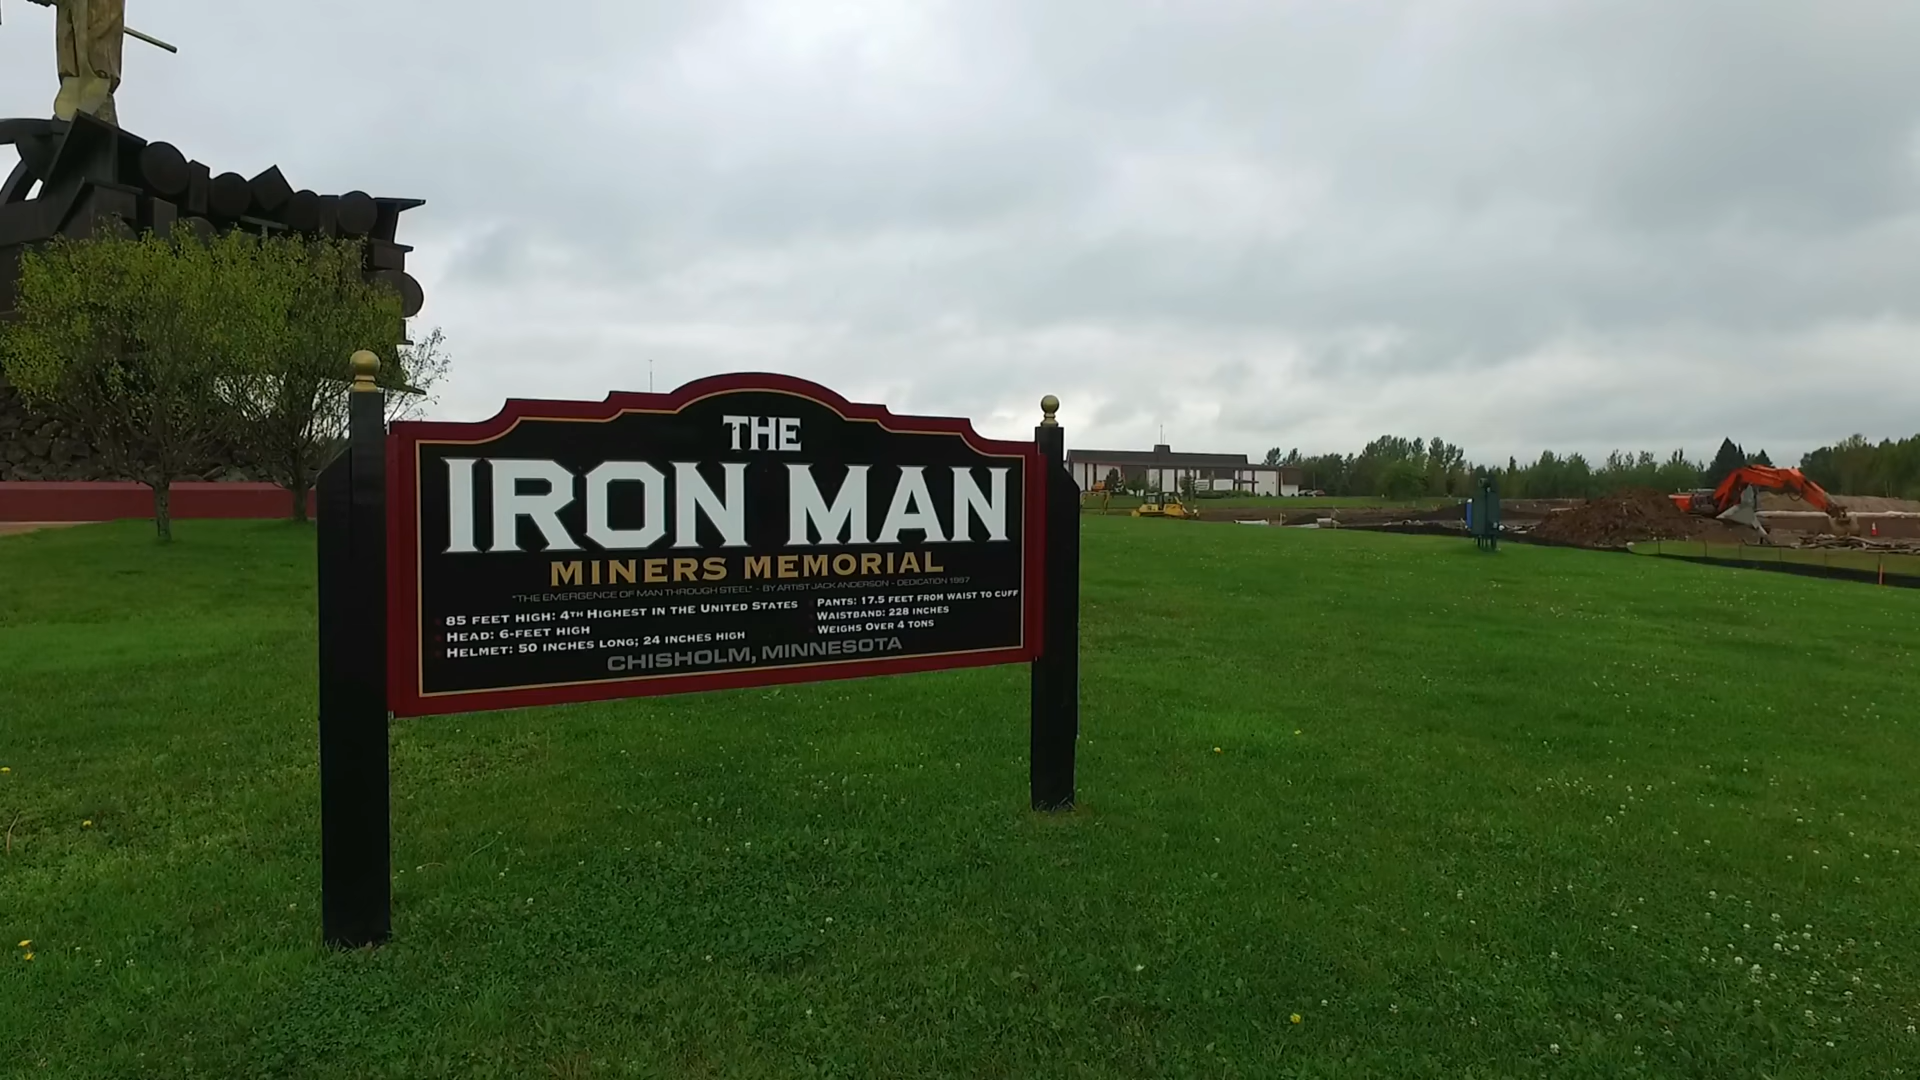 THE
IRON MAN
MINERS MEMORIAL
"THE EMERGENCE OF MAN THROUGH STEEL" - BY ARTIST JACK ANDERSON - DEDICATION 1987
85 FEET HIGH: 4TH HIGHEST IN THE UNITED STATES
HEAD: 6-FEET HIGH
HELMET: 50 INCHES LONG; 24 INCHES HIGH
PANTS: 17.5 FEET FROM WAIST TO CUFF
WAISTBAND: 228 INCHES
WEIGHS OVER 4 TONS
CHISHOLM, MINNESOTA